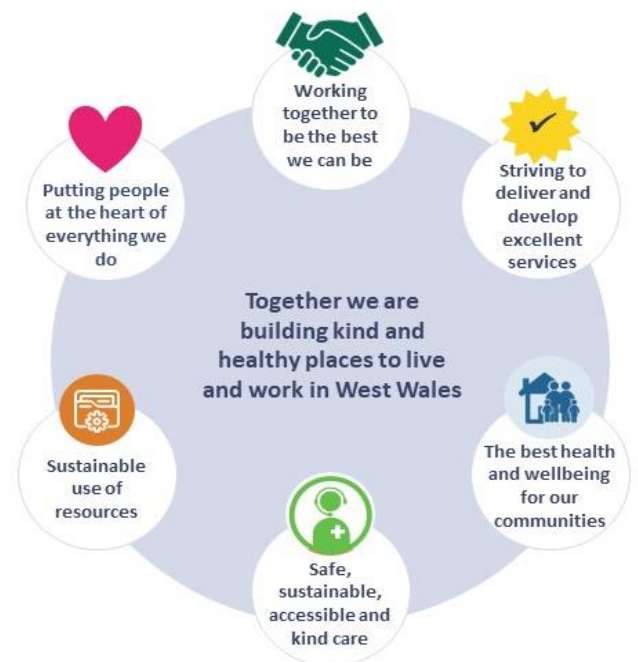 Working
together to
be the best
we can be
Striving to
deliver and
develop
excellent
services
Putting people
at the heart of
everything we
do
Together we are
building kind and
healthy places to live
and work in West Wales
The best health
and wellbeing
for our
communities
Sustainable
use of
resources
Safe,
sustainable,
accessible and
kind care